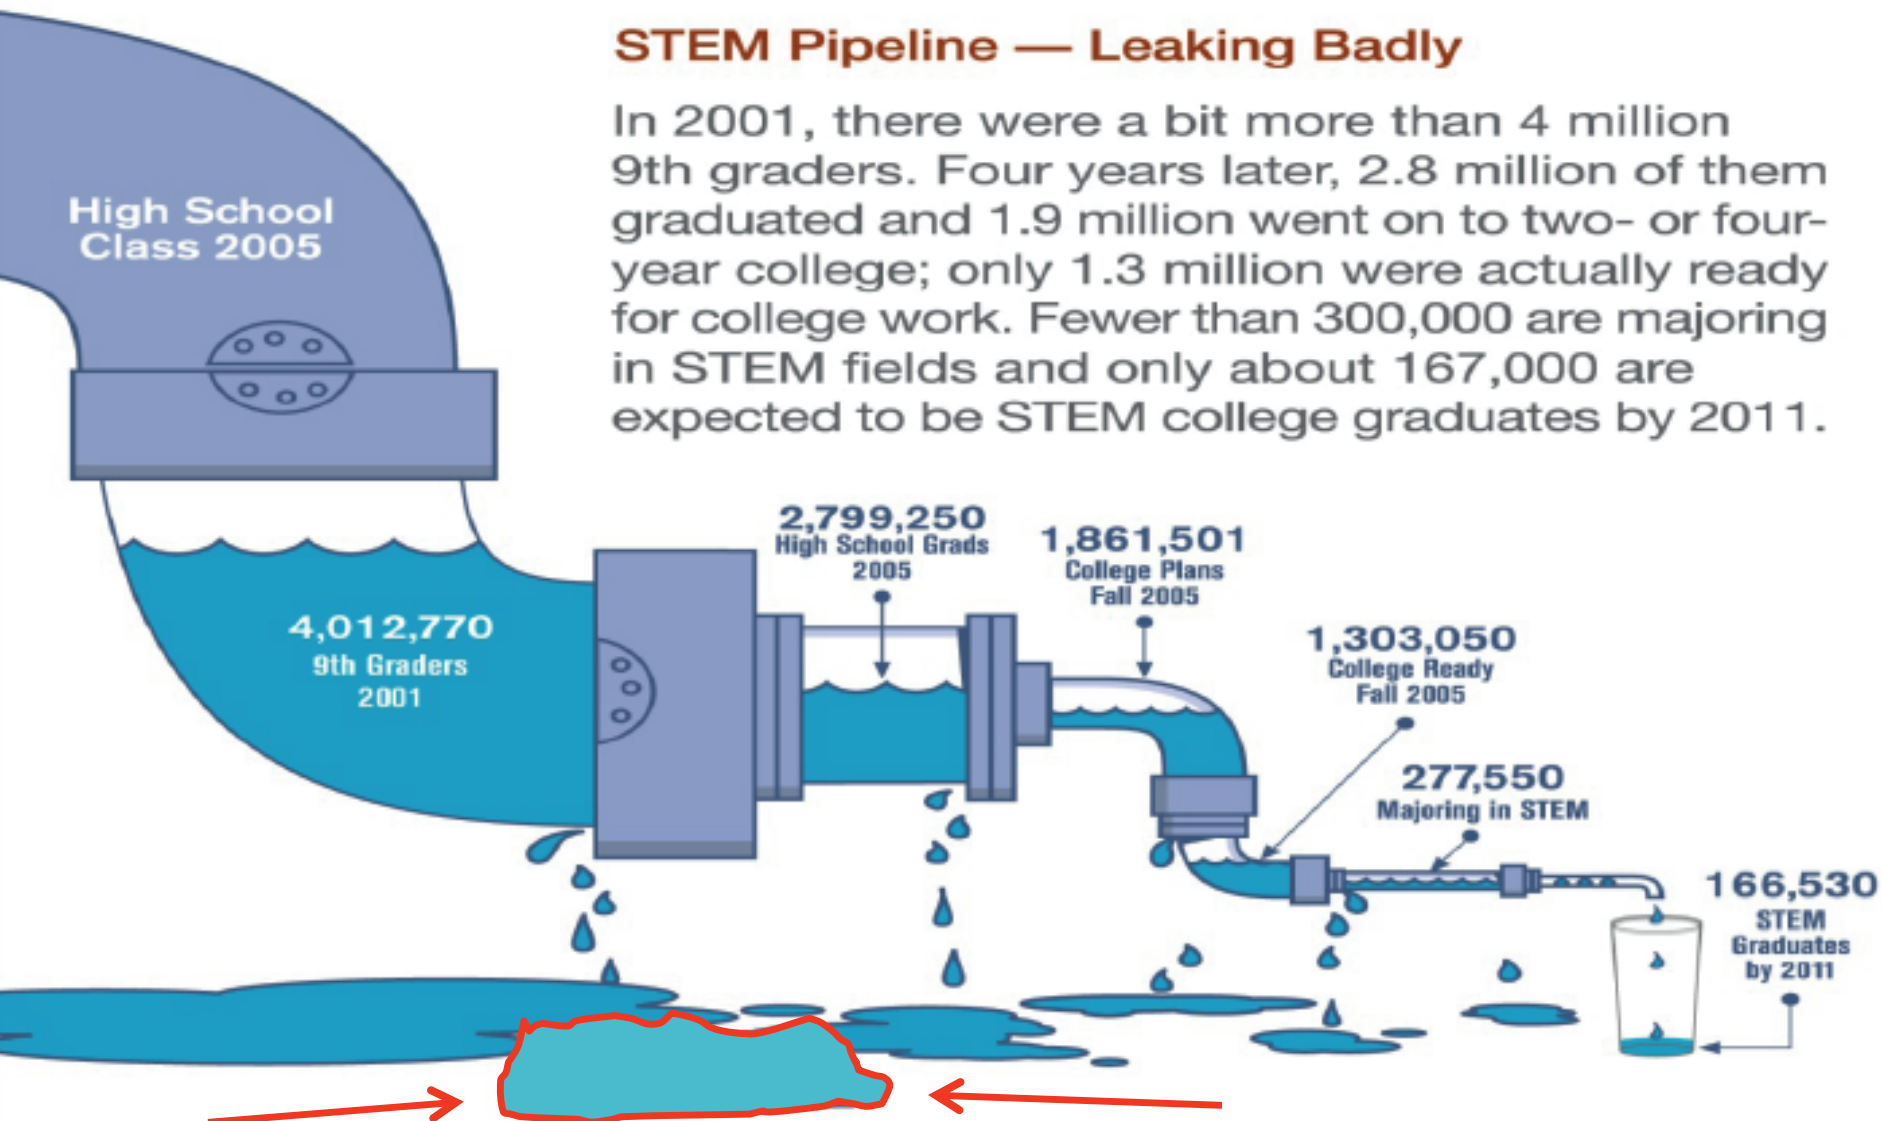 STEM Pipeline — Leaking Badly
In 2001, there were a bit more than 4 million
9th graders. Four years later, 2.8 million of them
graduated and 1.9 million went on to two- or four-
year college; only 1.3 million were actually ready
for college work. Fewer than 300,000 are majoring
in STEM fields and only about 167,000 are
expected to be STEM college graduates by 2011.
High School
Class 2005
4,012,770
9th Graders
2001
2,799,250
High School Grads
2005
1,861,501
College Plans
Fall 2005
1,303,050
College Ready
Fall 2005
277,550
Majoring in STEM
166,530
STEM
Graduates
by 2011